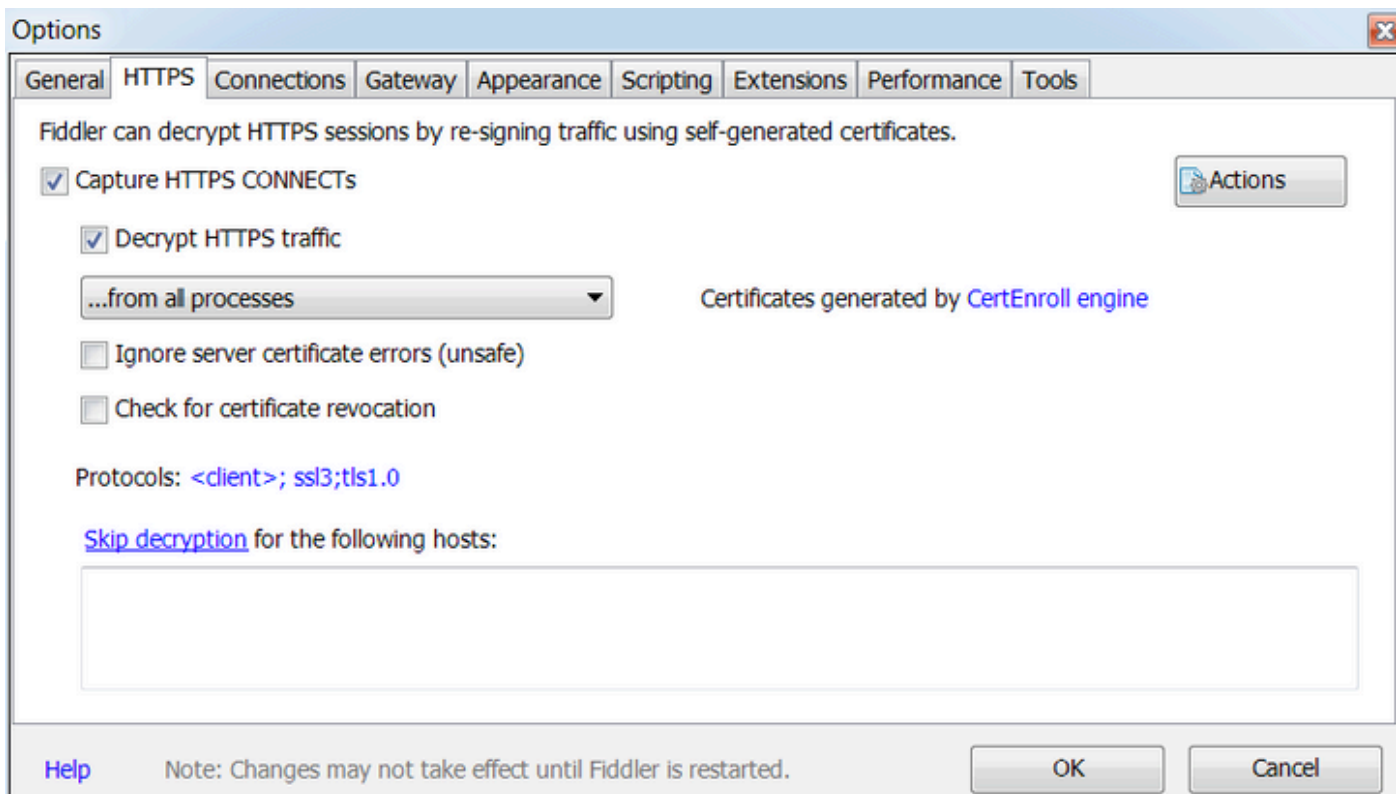 Options
General HTTPS Connections Gateway Appearance Scripting Extensions Performance Tools
Fiddler can decrypt HTTPS sessions by re-signing traffic using self-generated certificates.
Capture HTTPS CONNECTs
Actions
Decrypt HTTPS traffic
...from all processes
Certificates generated by CertEnroll engine
Ignore server certificate errors (unsafe)
Check for certificate revocation
Protocols: <client>; ssl3;tls1.0
Skip decryption for the following hosts:
Help Note: Changes may not take effect until Fiddler is restarted. OK Cancel